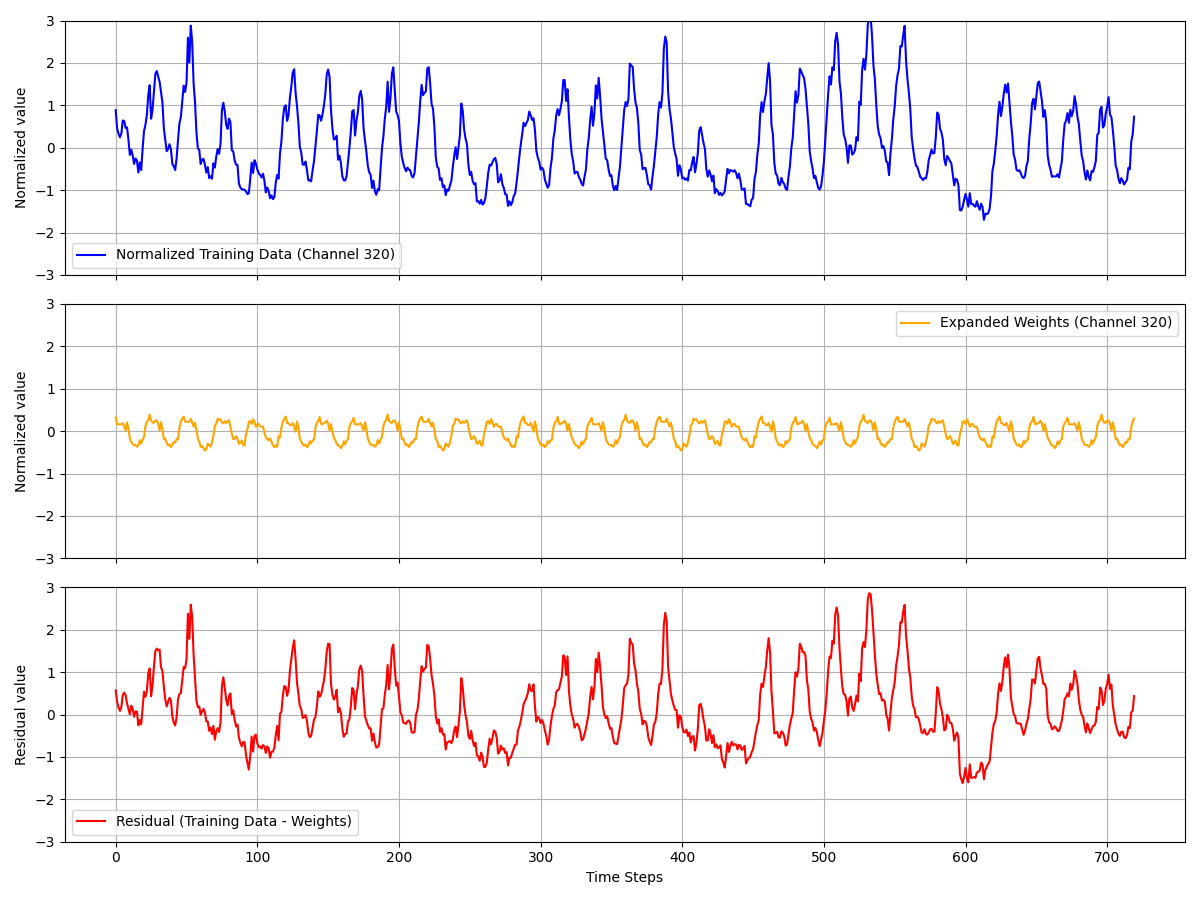 3
2
1
0
−1
−2
−3
Normalized value
Normalized Training Data (Channel 320)
3
2
1
0
−1
−2
−3
Normalized value
Expanded Weights (Channel 320)
3
2
1
0
−1
−2
−3
Residual value
Residual (Training Data - Weights)
0 100 200 300 400 500 600 700
Time Steps